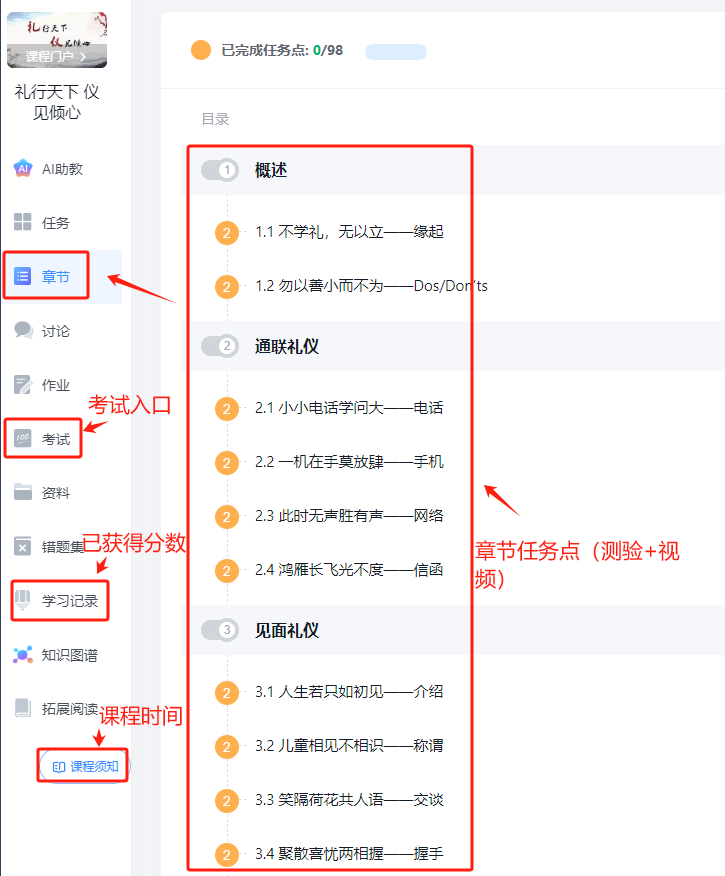 礼行天下
仪见倾心
课程门户 >
礼行天下 仪
见倾心
AI助教
任务
章节
讨论
作业
考试入口
考试
资料
错题集
已获得分数
学习记录
知识图谱
拓展阅读
课程时间
课程须知
已完成任务点: 0/98
目录
1 概述
2 1.1 不学礼，无以立——缘起
2 1.2 勿以善小而不为——Dos/Don'ts
2 通联礼仪
2 2.1 小小电话学问大——电话
2 2.2 一机在手莫放肆——手机
2 2.3 此时无声胜有声——网络
2 2.4 鸿雁长飞光不度——信函
章节任务点（测验+视
频）
3 见面礼仪
2 3.1 人生若只如初见——介绍
2 3.2 儿童相见不相识——称谓
2 3.3 笑隔荷花共人语——交谈
2 3.4 聚散喜忧两相握——握手